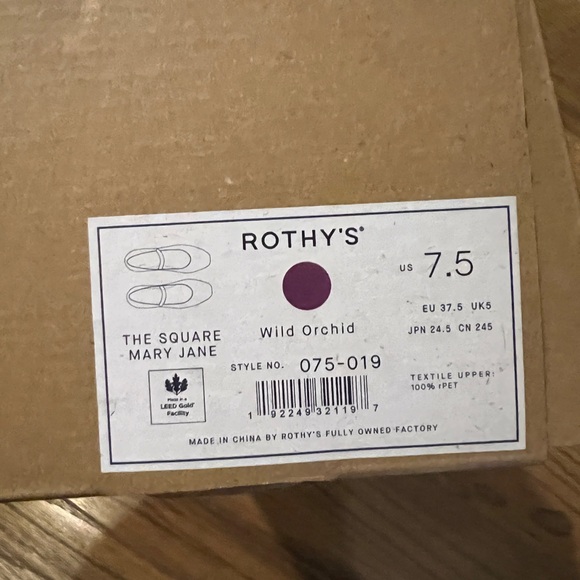 ROTHY'S®
US 7.5
EU 37.5 UK5
JPN 24.5 CN 245
Wild Orchid
THE SQUARE
MARY JANE
STYLE NO. 075-019
TEXTILE UPPER:
100% rPET
LEED Gold®
Facility
1 92249 32119 7
MADE IN CHINA BY ROTHY'S FULLY OWNED FACTORY